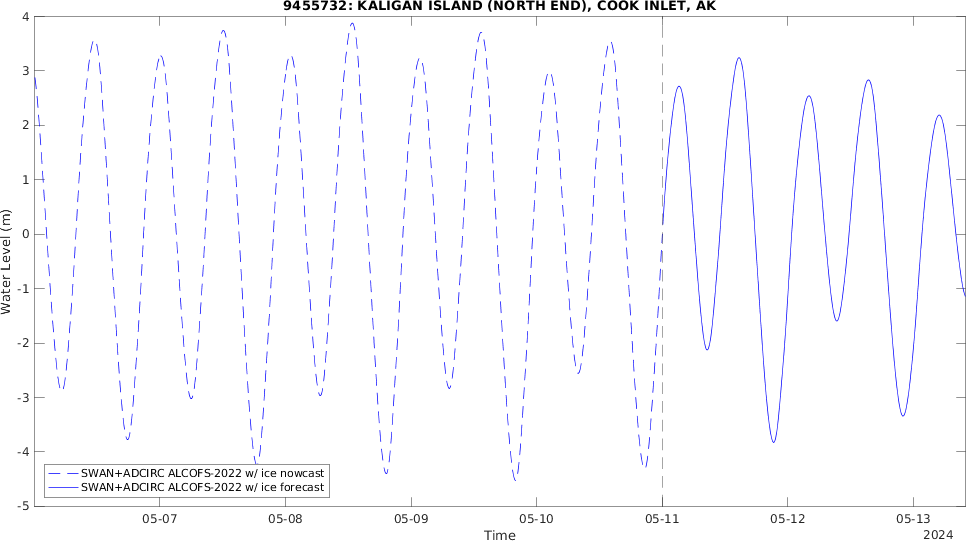 9455732: KALIGAN ISLAND (NORTH END), COOK INLET, AK
4
3
2
1
0
-1
-2
-3
-4
-5
Water Level (m)
SWAN+ADCIRC ALCOFS-2022 w/ ice nowcast
SWAN+ADCIRC ALCOFS-2022 w/ ice forecast
05-07 05-08 05-09 05-10 05-11 05-12 05-13
Time
2024